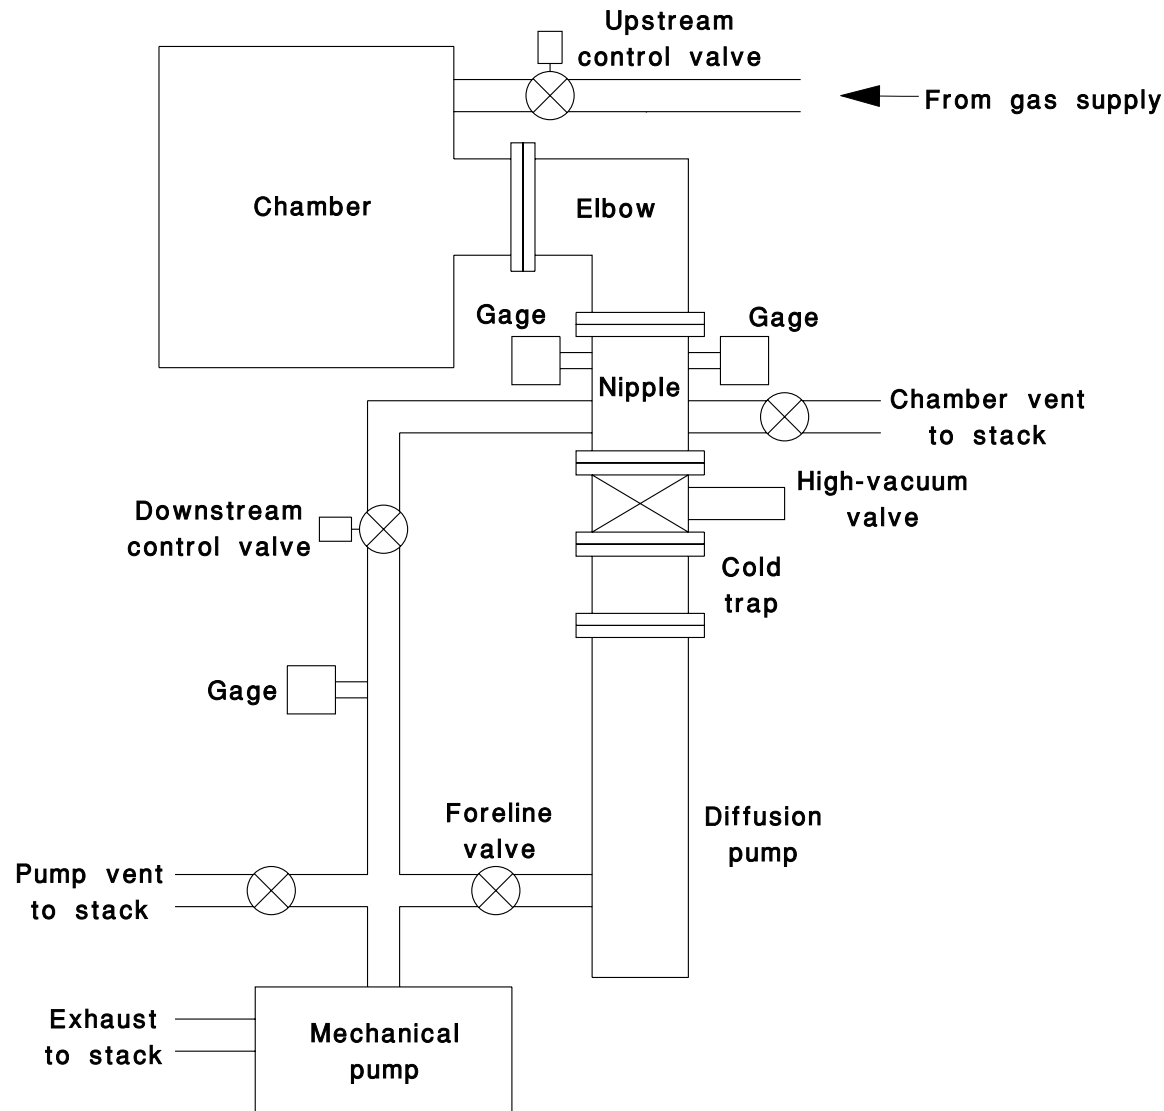 Upstream
control valve
From gas supply
Chamber
Elbow
Gage
Gage
Nipple
Chamber vent
to stack
High-vacuum
valve
Downstream
control valve
Cold
trap
Gage
Foreline
valve
Diffusion
pump
Pump vent
to stack
Exhaust
to stack
Mechanical
pump